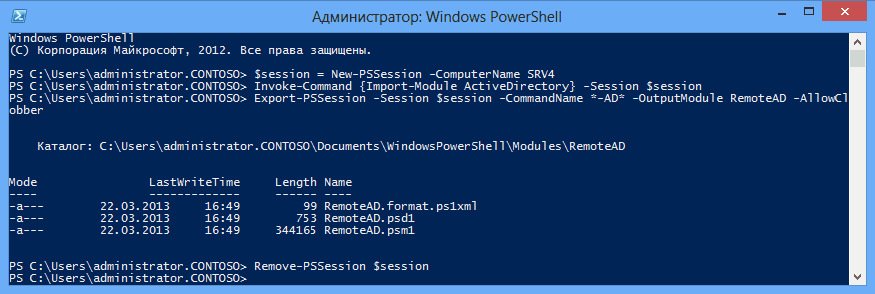 Администратор: Windows PowerShell
Windows PowerShell
(C) Корпорация Майкрософт, 2012. Все права защищены.
PS C:\Users\administrator.CONTOSO> $session = New-PSSession -ComputerName SRV4
PS C:\Users\administrator.CONTOSO> Invoke-Command {Import-Module ActiveDirectory} -Session $session
PS C:\Users\administrator.CONTOSO> Export-PSSession -Session $session -CommandName *-AD* -OutputModule RemoteAD -AllowCl
obber
Каталог: C:\Users\administrator.CONTOSO\Documents\WindowsPowerShell\Modules\RemoteAD
Mode LastWriteTime Length Name
---- ------------- ------ ----
-a--- 22.03.2013 16:49 99 RemoteAD.format.ps1xml
-a--- 22.03.2013 16:49 753 RemoteAD.psd1
-a--- 22.03.2013 16:49 344165 RemoteAD.psm1
PS C:\Users\administrator.CONTOSO> Remove-PSSession $session
PS C:\Users\administrator.CONTOSO>